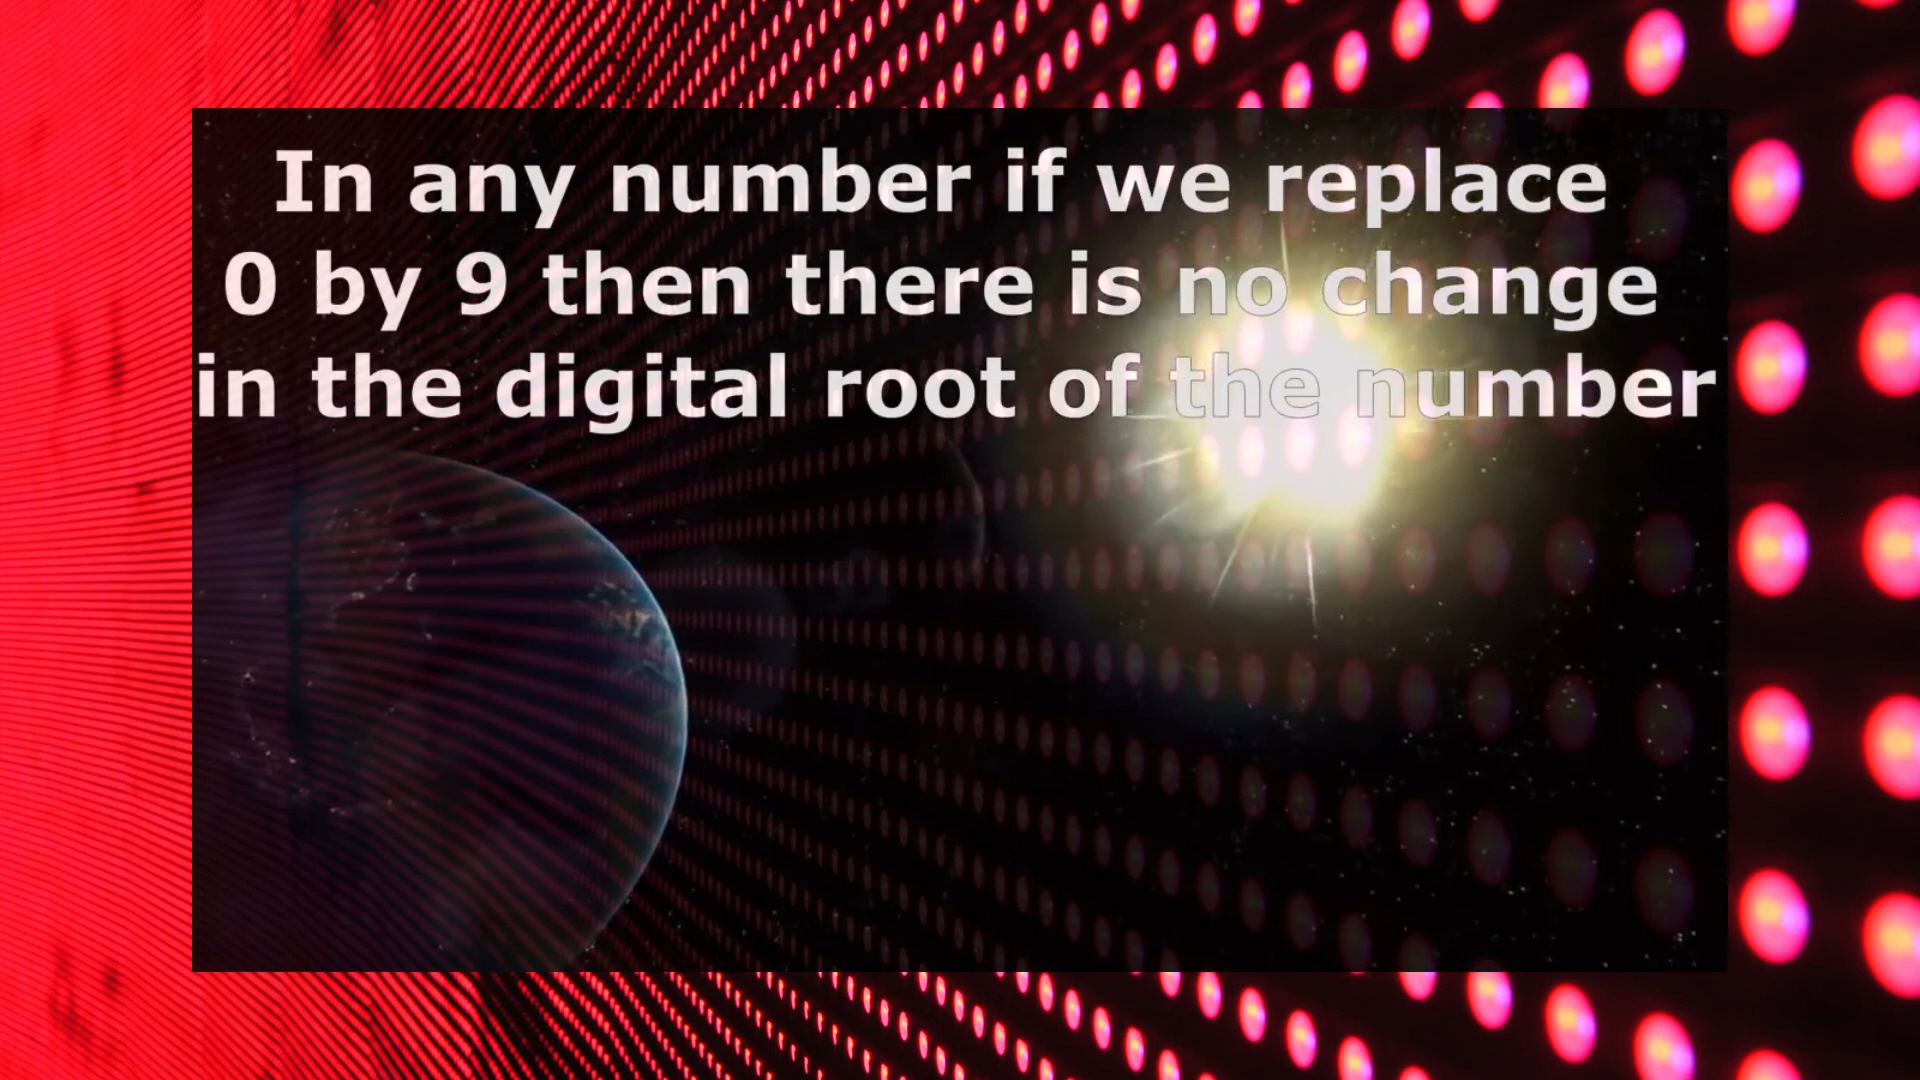 In any number if we replace
0 by 9 then there is no change
in the digital root of the number